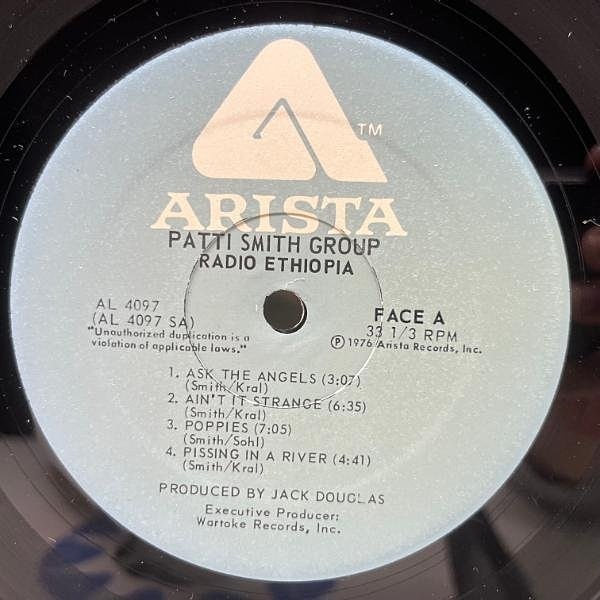 TM
ARISTA
PATTI SMITH GROUP
RADIO ETHIOPIA
AL 4097
(AL 4097 SA)
"Unauthorized duplication is a
violation of applicable laws."
FACE A
33 1/3 RPM
Ⓟ 1976 Arista Records, Inc.
1. ASK THE ANGELS (3:07)
(Smith/Kral)
2. AIN'T IT STRANGE (6:35)
(Smith/Kral)
3. POPPIES (7:05)
(Smith/Sohl)
4. PISSING IN A RIVER (4:41)
(Smith/Kral)
PRODUCED BY JACK DOUGLAS
Executive Producer:
Wartoke Records, Inc.